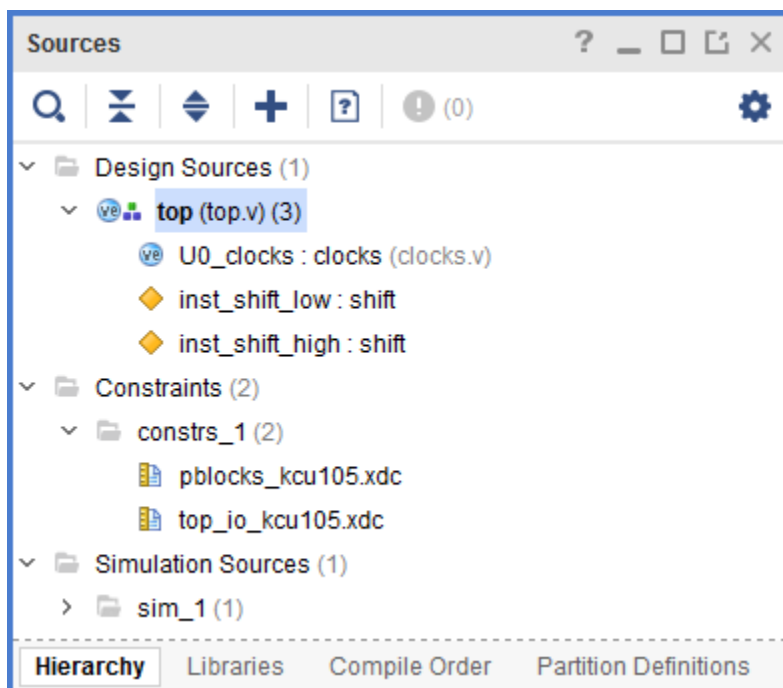 Sources
(0)
Design Sources (1)
top (top.v) (3)
U0_clocks : clocks (clocks.v)
inst_shift_low : shift
inst_shift_high : shift
Constraints (2)
constrs_1 (2)
pblocks_kcu105.xdc
top_io_kcu105.xdc
Simulation Sources (1)
sim_1 (1)
Hierarchy Libraries Compile Order Partition Definitions